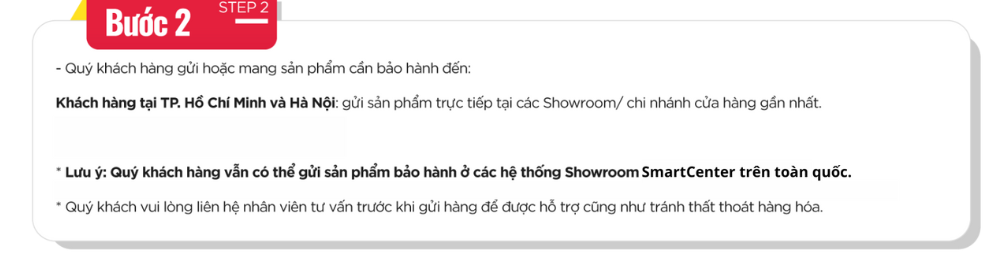 Bước 2
STEP 2
- Quý khách hàng gửi hoặc mang sản phẩm cần bảo hành đến:
Khách hàng tại TP. Hồ Chí Minh và Hà Nội: gửi sản phẩm trực tiếp tại các Showroom/ chi nhánh cửa hàng gần nhất.
* Lưu ý: Quý khách hàng vẫn có thể gửi sản phẩm bảo hành ở các hệ thống Showroom SmartCenter trên toàn quốc.
* Quý khách vui lòng liên hệ nhân viên tư vấn trước khi gửi hàng để được hỗ trợ cũng như tránh thất thoát hàng hóa.